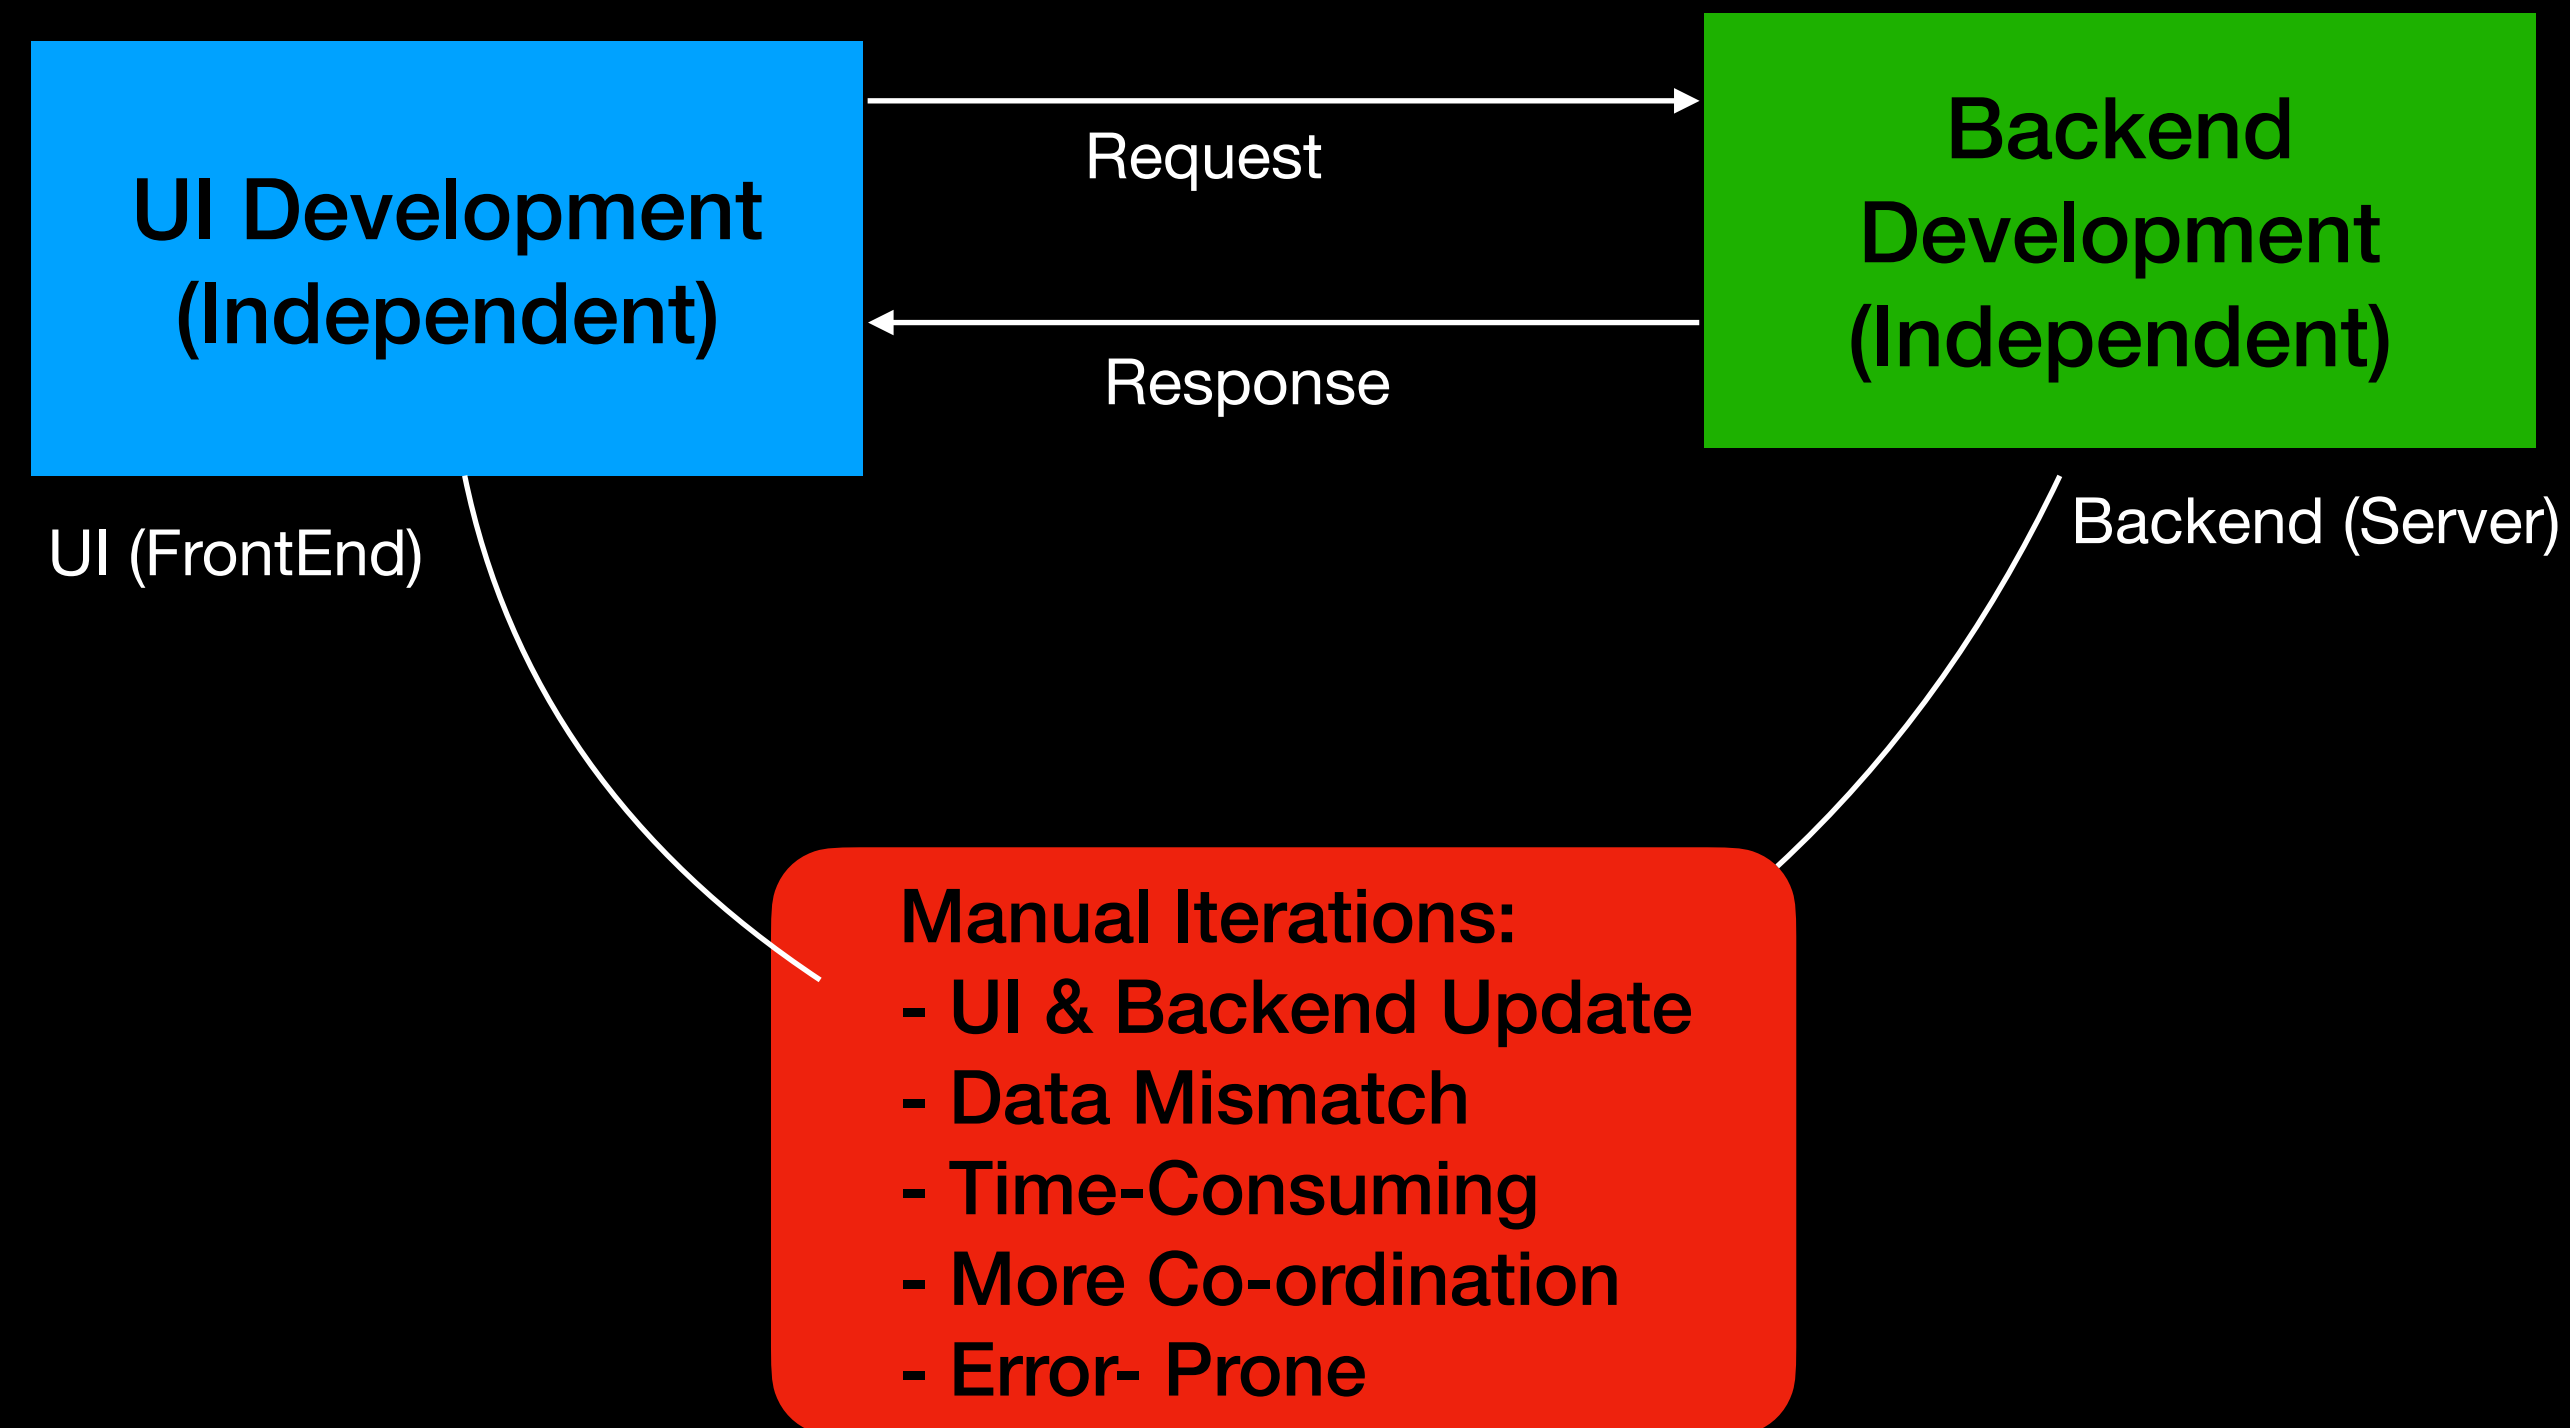 UI Development
(Independent)
Request
Response
Backend
Development
(Independent)
UI (FrontEnd)
Backend (Server)
Manual Iterations:
- UI & Backend Update
- Data Mismatch
- Time-Consuming
- More Co-ordination
- Error- Prone